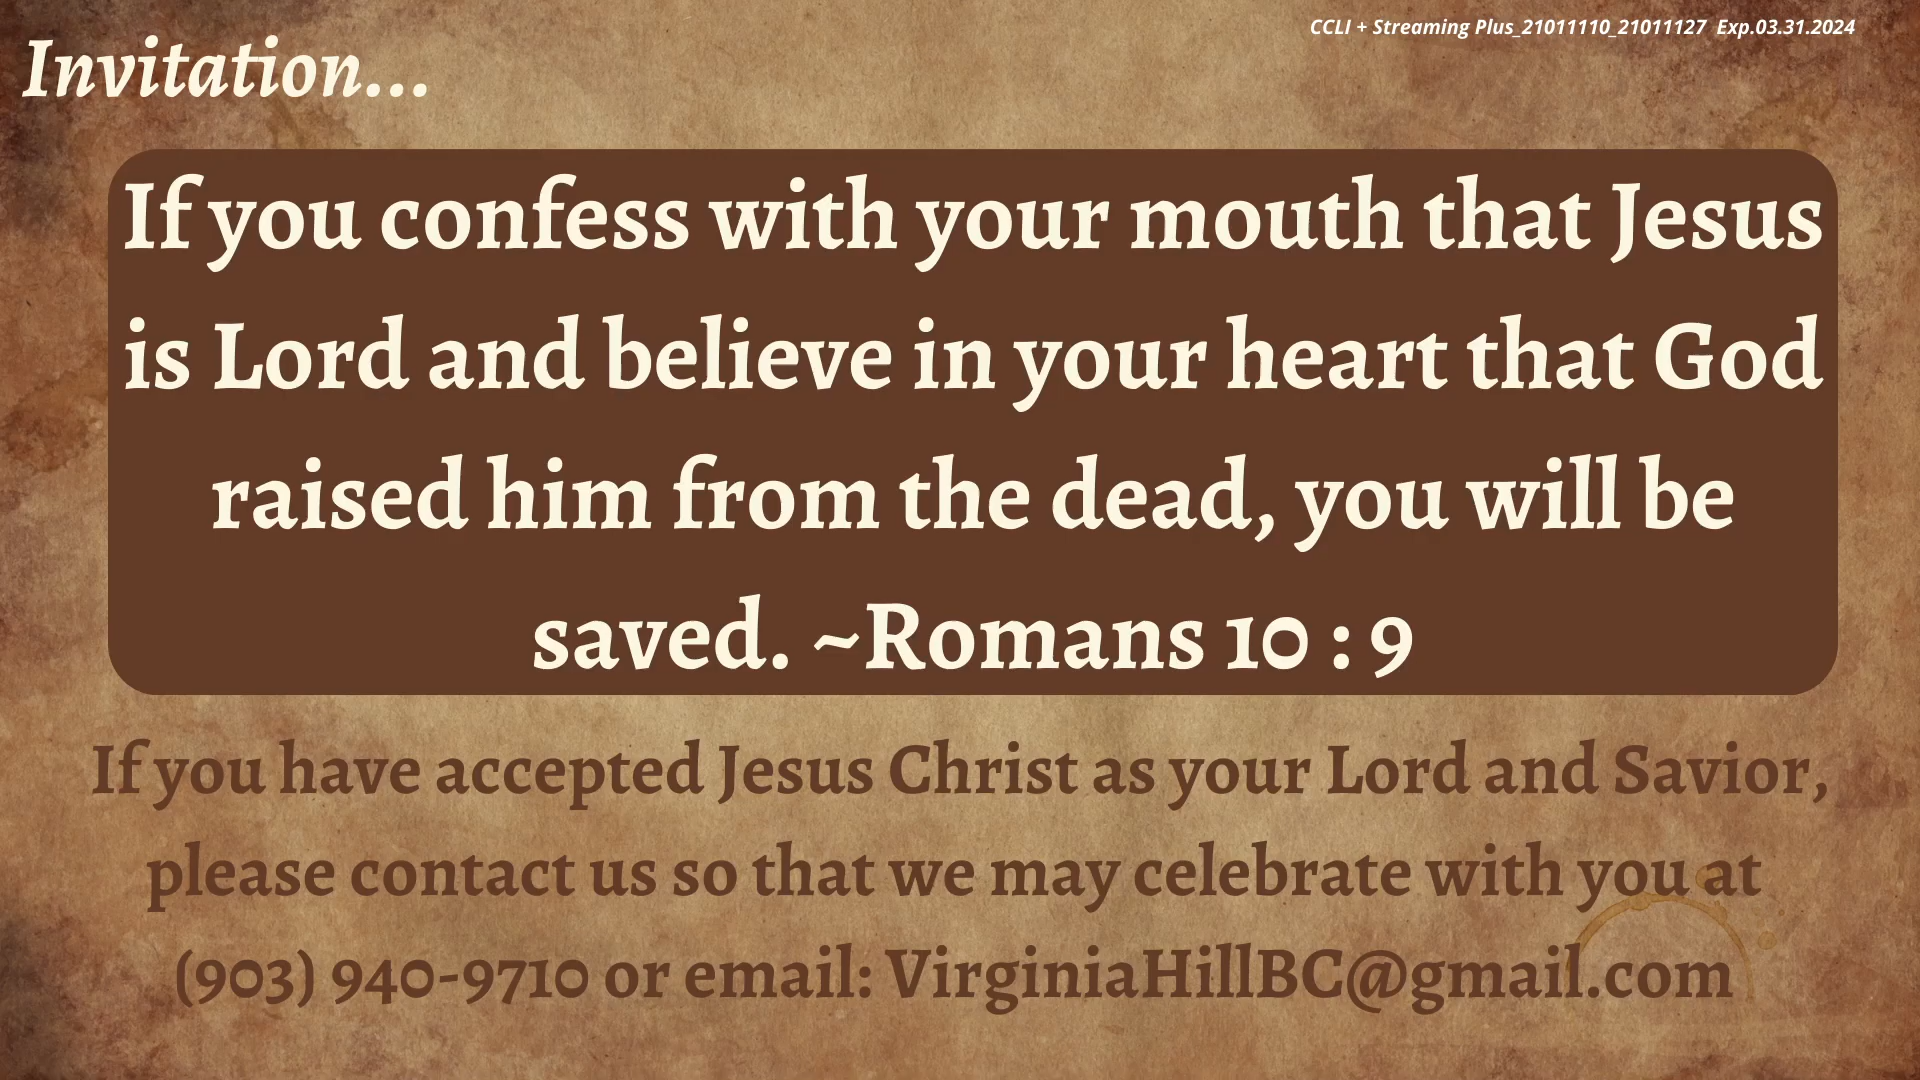 CCLI + Streaming Plus_21011110_21011127 Exp.03.31.2024
Invitation...
If you confess with your mouth that Jesus
is Lord and believe in your heart that God
raised him from the dead, you will be
saved. ~Romans 10 : 9
If you have accepted Jesus Christ as your Lord and Savior,
please contact us so that we may celebrate with you at
(903) 940-9710 or email: VirginiaHillBC@gmail.com